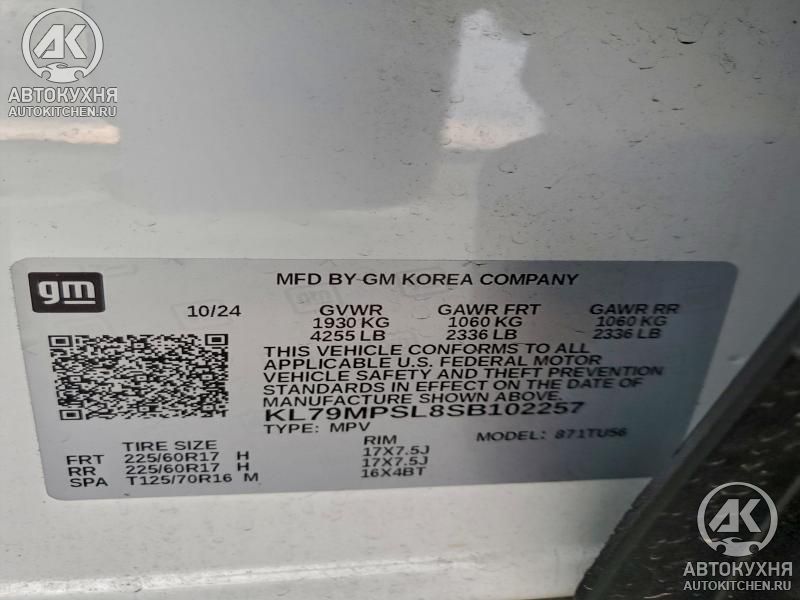 АК
АВТОКУХНЯ
AUTOKITCHEN.RU
gm
MFD BY GM KOREA COMPANY
10/24 GVWR GAWR FRT GAWR RR
1930 KG 1060 KG 1060 KG
4255 LB 2336 LB 2336 LB
THIS VEHICLE CONFORMS TO ALL
APPLICABLE U.S. FEDERAL MOTOR
VEHICLE SAFETY AND THEFT PREVENTION
STANDARDS IN EFFECT ON THE DATE OF
MANUFACTURE SHOWN ABOVE.
KL79MPSL8SB102257
TYPE: MPV MODEL: 871TU56
TIRE SIZE RIM
FRT 225/60R17 H 17X7.5J
RR 225/60R17 H 17X7.5J
SPA T125/70R16 M 16X4BT
АК
АВТОКУХНЯ
AUTOKITCHEN.RU